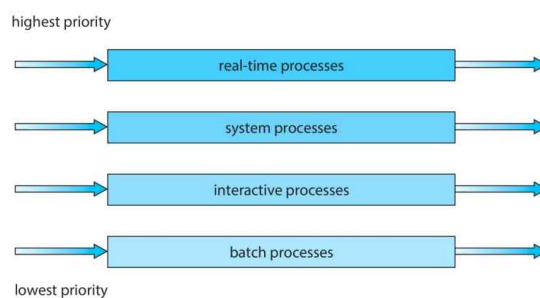 highest priority
real-time processes
system processes
interactive processes
batch processes
lowest priority